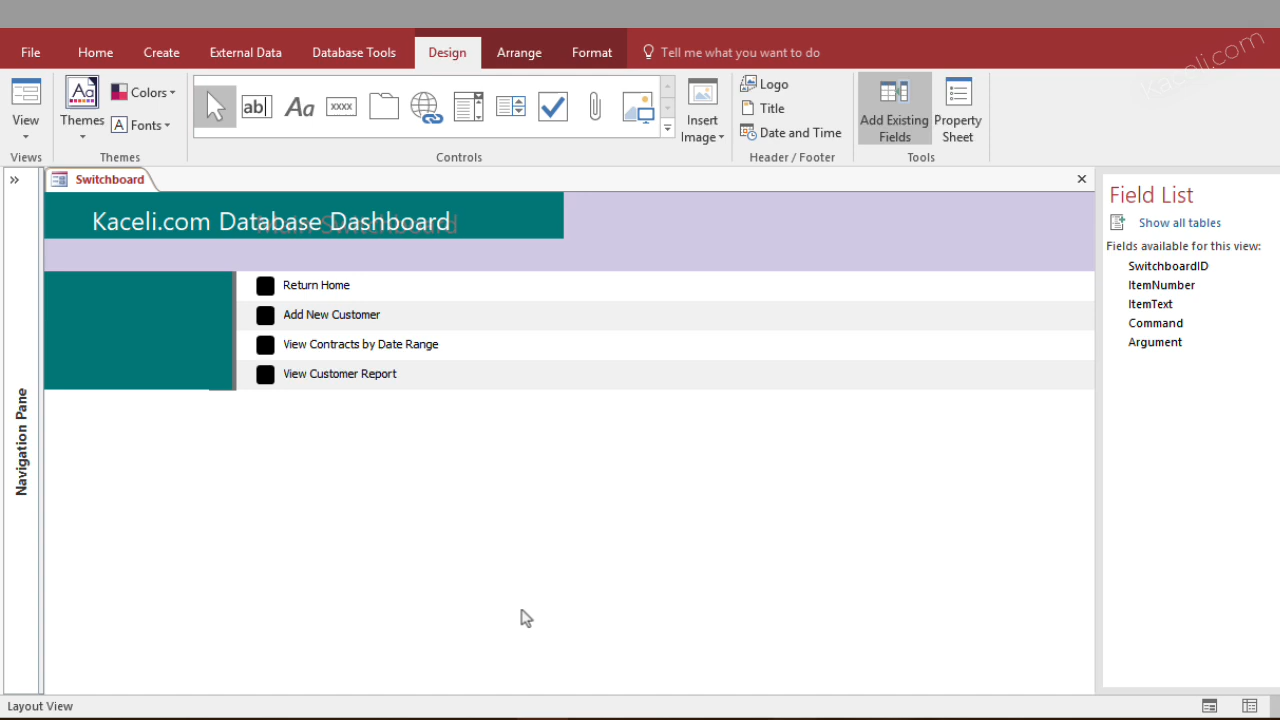 File Home Create External Data Database Tools Design Arrange Format Tell me what you want to do
Kaceli.com
View
Themes
Aa
Colors
Fonts
A
ab|
Aa
xxxx
Insert
Image
Logo
Title
Date and Time
Add Existing
Fields
Property
Sheet
Views Themes Controls Header / Footer Tools
Switchboard
Kaceli.com Database Dashboard
Main Switchboard
Return Home
Add New Customer
View Contracts by Date Range
View Customer Report
Navigation Pane
Field List
Show all tables
Fields available for this view:
SwitchboardID
ItemNumber
ItemText
Command
Argument
Layout View